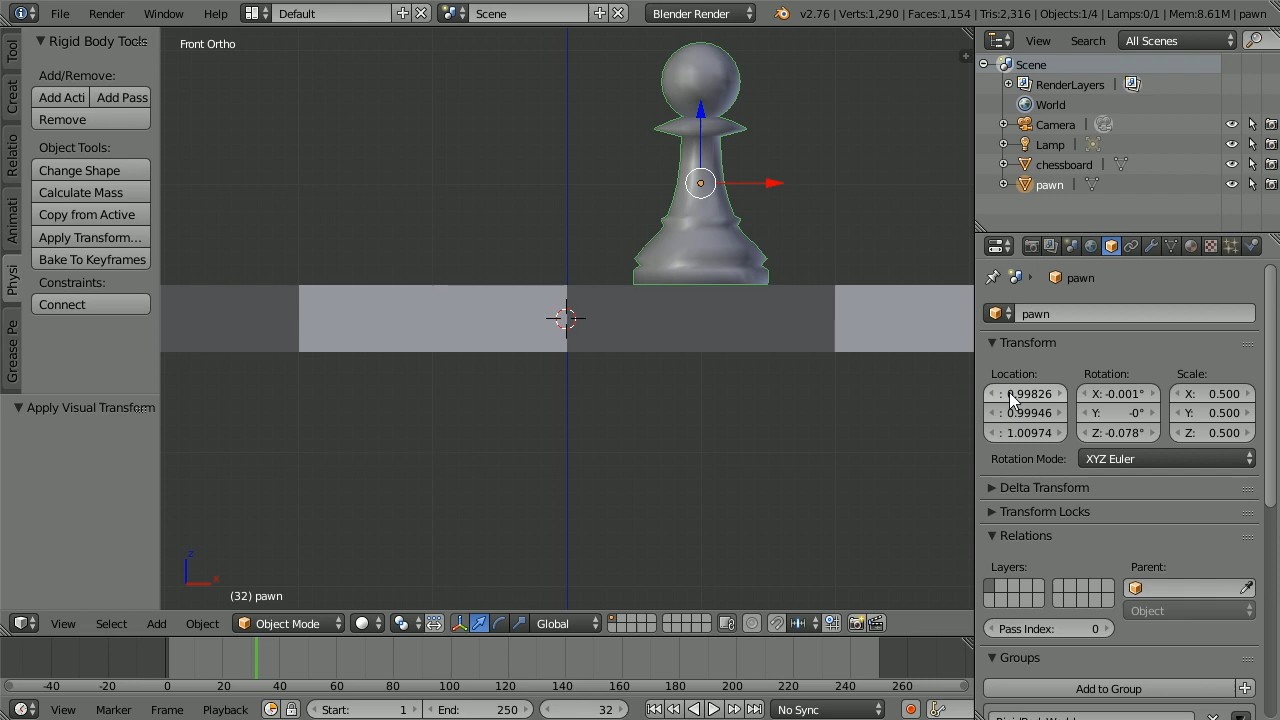 File Render Window Help Default Scene Blender Render v2.76 | Verts:1,290 | Faces:1,154 | Tris:2,316 | Objects:1/4 | Lamps:0/1 | Mem:8.61M | pawn
Rigid Body Tools
Add/Remove:
Add Acti Add Pass
Remove
Object Tools:
Change Shape
Calculate Mass
Copy from Active
Apply Transform...
Bake To Keyframes
Constraints:
Connect
Apply Visual Transform
Tool
Creat
Relatio
Animati
Physi
Grease Pe
Front Ortho
z
x
(32) pawn
View Select Add Object Object Mode Global
-40 -20 0 20 40 60 80 100 120 140 160 180 200 220 240 260
View Marker Frame Playback Start: 1 End: 250 32 No Sync
View Search All Scenes
Scene
RenderLayers |
World
Camera |
Lamp |
chessboard |
pawn |
pawn
pawn
Transform
Location: Rotation: Scale:
: 0.99826 X: -0.001° X: 0.500
: 0.99946 Y: -0° Y: 0.500
: 1.00974 Z: -0.078° Z: 0.500
Rotation Mode: XYZ Euler
Delta Transform
Transform Locks
Relations
Layers: Parent:
Object
Pass Index: 0
Groups
Add to Group